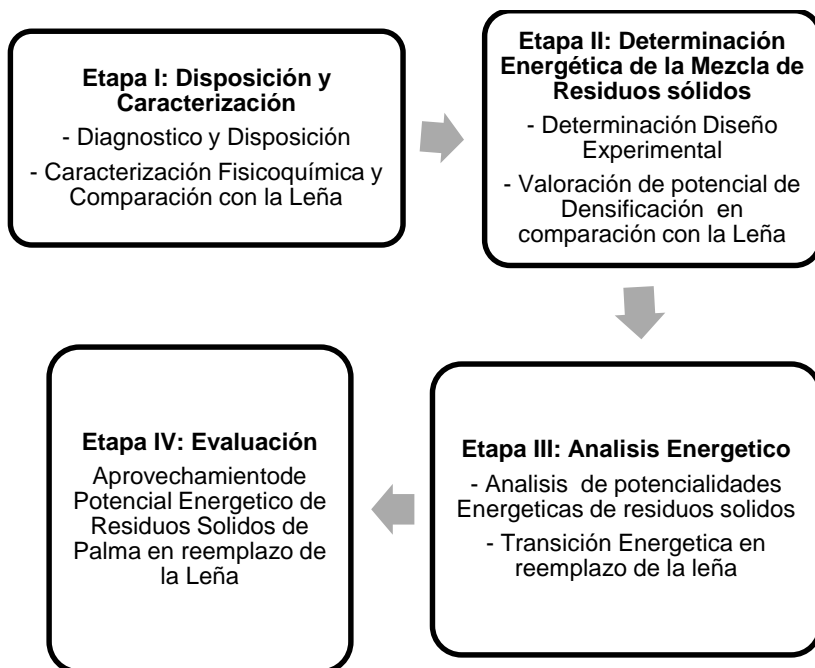 Etapa I: Disposición y
Caracterización
- Diagnostico y Disposición
- Caracterización Fisicoquímica y
Comparación con la Leña
Etapa II: Determinación
Energética de la Mezcla de
Residuos sólidos
- Determinación Diseño
Experimental
- Valoración de potencial de
Densificación en
comparación con la Leña
Etapa III: Analisis Energetico
- Analisis de potencialidades
Energeticas de residuos solidos
- Transición Energetica en
reemplazo de la leña
Etapa IV: Evaluación
Aprovechamientode
Potencial Energetico de
Residuos Solidos de
Palma en reemplazo de
la Leña